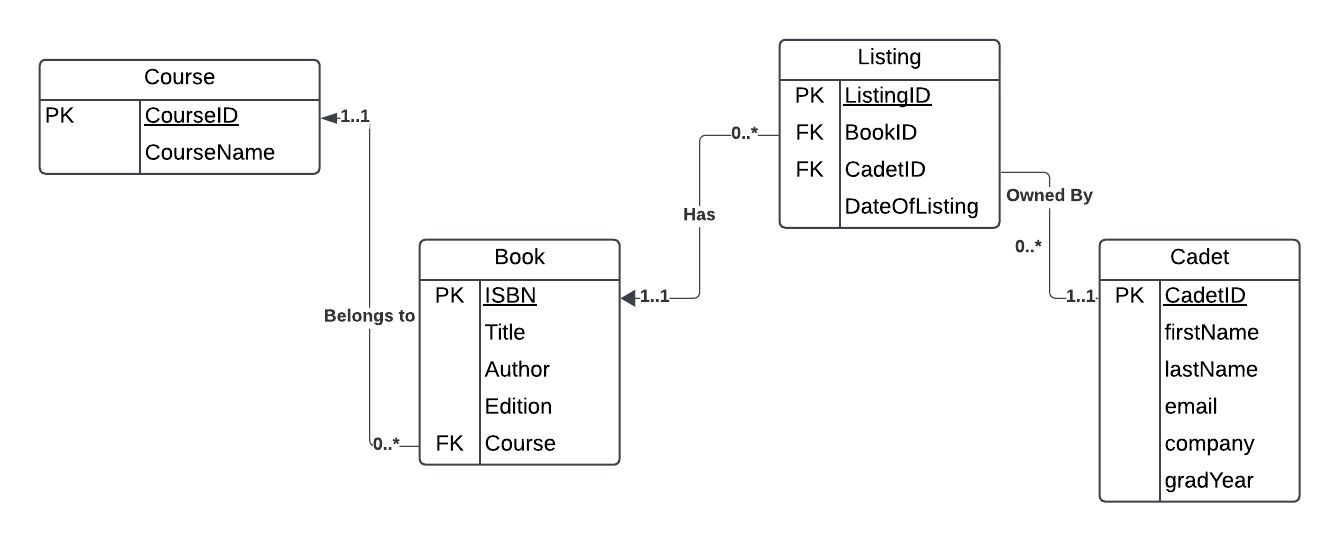 Course
PK CourseID
CourseName
1..1
Belongs to
0..*
Book
PK ISBN
Title
Author
Edition
FK Course
1..1
Has
0..*
Listing
PK ListingID
FK BookID
FK CadetID
DateOfListing
Owned By
0..*
1..1
Cadet
PK CadetID
firstName
lastName
email
company
gradYear